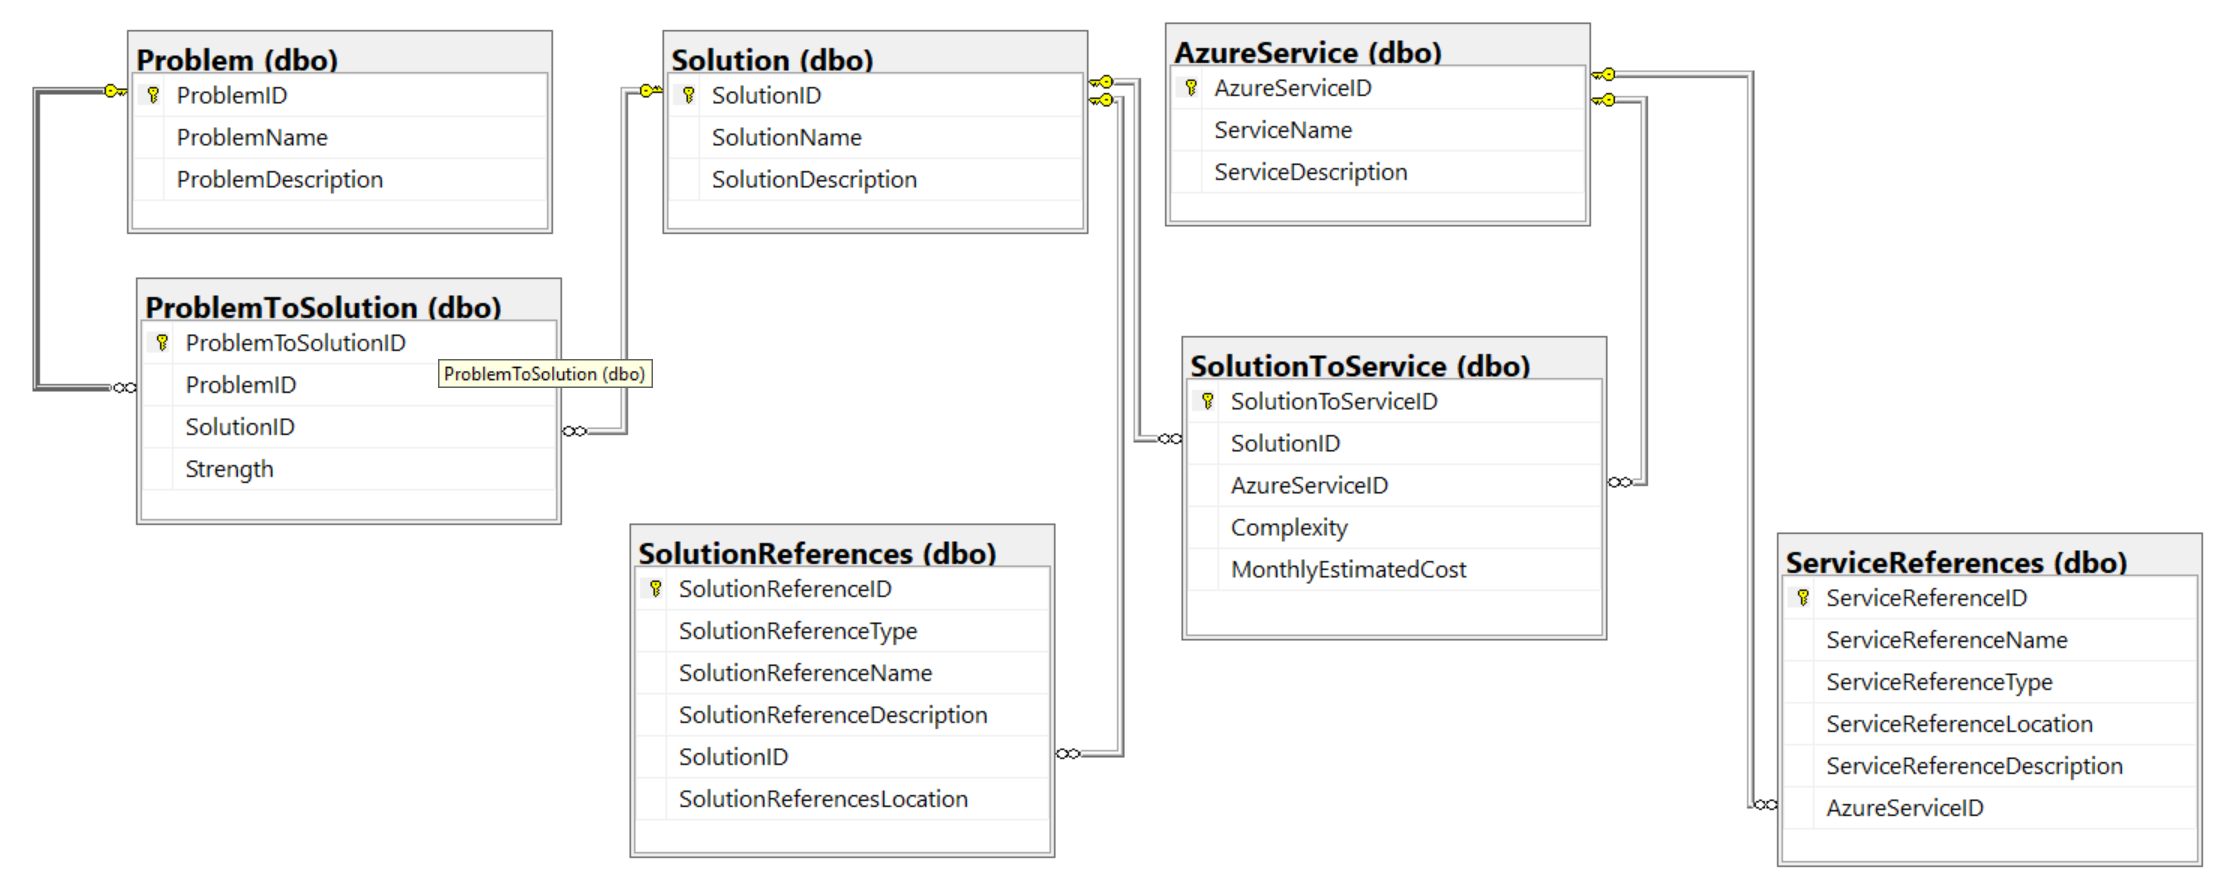 Problem (dbo)
ProblemID
ProblemName
ProblemDescription
Solution (dbo)
SolutionID
SolutionName
SolutionDescription
AzureService (dbo)
AzureServiceID
ServiceName
ServiceDescription
ProblemToSolution (dbo)
ProblemToSolutionID
ProblemID
SolutionID
Strength
ProblemToSolution (dbo)
SolutionToService (dbo)
SolutionToServiceID
SolutionID
AzureServiceID
Complexity
MonthlyEstimatedCost
SolutionReferences (dbo)
SolutionReferenceID
SolutionReferenceType
SolutionReferenceName
SolutionReferenceDescription
SolutionID
SolutionReferencesLocation
ServiceReferences (dbo)
ServiceReferenceID
ServiceReferenceName
ServiceReferenceType
ServiceReferenceLocation
ServiceReferenceDescription
AzureServiceID